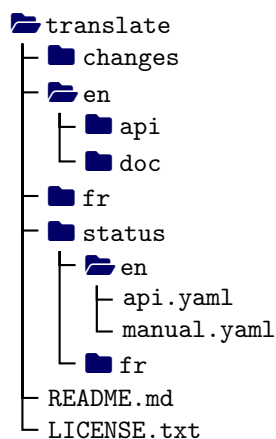 translate
changes
en
api
doc
fr
status
en
api.yaml
manual.yaml
fr
README.md
LICENSE.txt